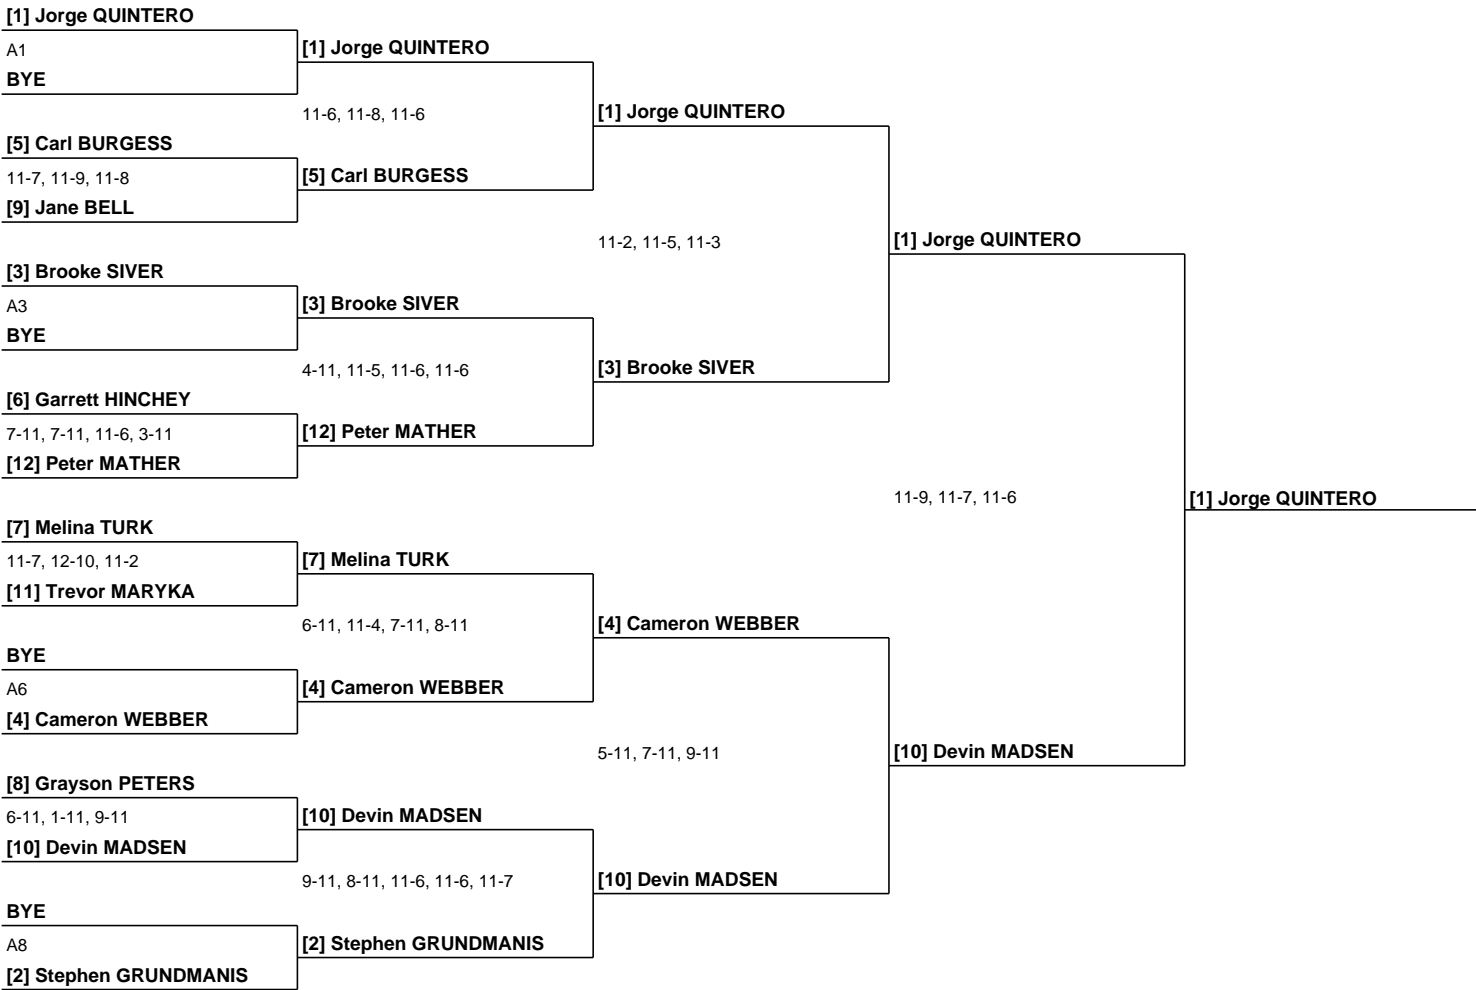 [1] Jorge QUINTERO
A1
[1] Jorge QUINTERO
BYE
11-6, 11-8, 11-6
[1] Jorge QUINTERO
[5] Carl BURGESS
11-7, 11-9, 11-8
[5] Carl BURGESS
[9] Jane BELL
11-2, 11-5, 11-3
[1] Jorge QUINTERO
[3] Brooke SIVER
A3
[3] Brooke SIVER
BYE
4-11, 11-5, 11-6, 11-6
[3] Brooke SIVER
[6] Garrett HINCHEY
7-11, 7-11, 11-6, 3-11
[12] Peter MATHER
[12] Peter MATHER
11-9, 11-7, 11-6
[1] Jorge QUINTERO
[7] Melina TURK
11-7, 12-10, 11-2
[7] Melina TURK
[11] Trevor MARYKA
6-11, 11-4, 7-11, 8-11
[4] Cameron WEBBER
BYE
A6
[4] Cameron WEBBER
[4] Cameron WEBBER
5-11, 7-11, 9-11
[10] Devin MADSEN
[8] Grayson PETERS
6-11, 1-11, 9-11
[10] Devin MADSEN
[10] Devin MADSEN
9-11, 8-11, 11-6, 11-6, 11-7
[10] Devin MADSEN
BYE
A8
[2] Stephen GRUNDMANIS
[2] Stephen GRUNDMANIS